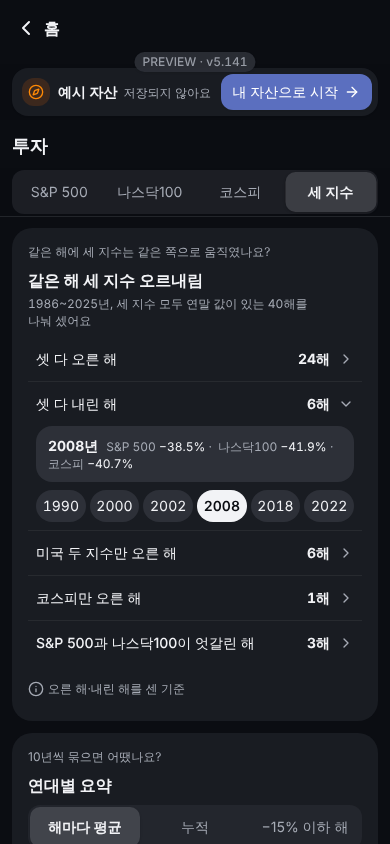 홈
PREVIEW · v5.141
예시 자산 저장되지 않아요 내 자산으로 시작 →
투자
S&P 500 나스닥100 코스피 세 지수
같은 해에 세 지수는 같은 쪽으로 움직였나요?
같은 해 세 지수 오르내림
1986~2025년, 세 지수 모두 연말 값이 있는 40해를
나눠 셌어요
셋 다 오른 해 24해
셋 다 내린 해 6해
2008년 S&P 500 −38.5% · 나스닥100 −41.9% ·
코스피 −40.7%
1990 2000 2002 2008 2018 2022
미국 두 지수만 오른 해 6해
코스피만 오른 해 1해
S&P 500과 나스닥100이 엇갈린 해 3해
오른 해·내린 해를 센 기준
10년씩 묶으면 어땠나요?
연대별 요약
해마다 평균 누적 −15% 이하 해